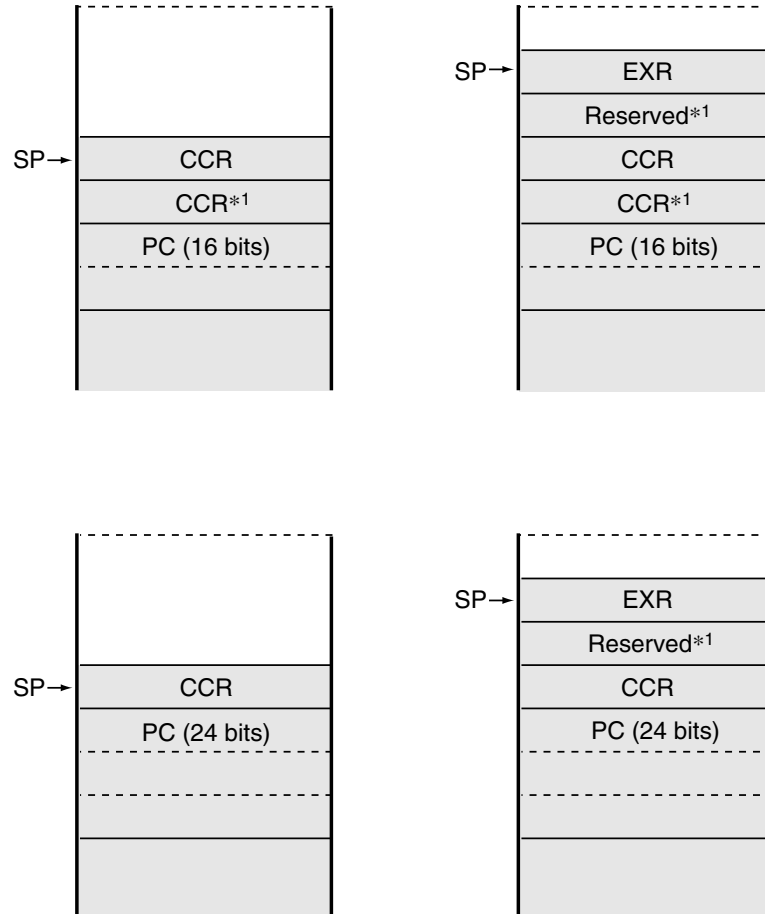 SP
CCR
CCR*1
PC (16 bits)
SP
EXR
Reserved*1
CCR
CCR*1
PC (16 bits)
SP
CCR
PC (24 bits)
SP
EXR
Reserved*1
CCR
PC (24 bits)